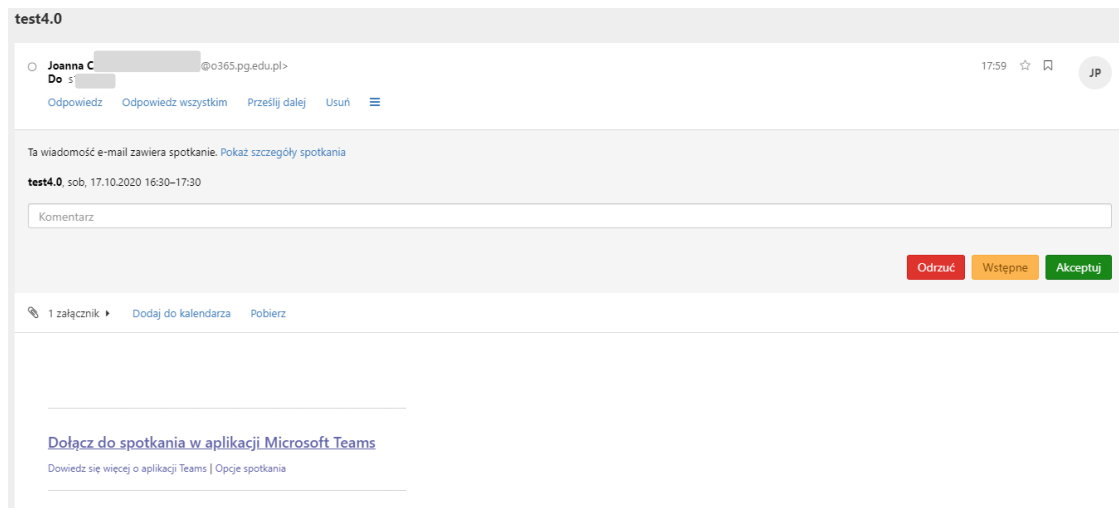 test4.0
Joanna C @o365.pg.edu.pl> 17:59 JP
Do s
Odpowiedz Odpowiedz wszystkim Prześlij dalej Usuń
Ta wiadomość e-mail zawiera spotkanie. Pokaż szczegóły spotkania
test4.0, sob, 17.10.2020 16:30–17:30
Komentarz
Odrzuć Wstępne Akceptuj
1 załącznik Dodaj do kalendarza Pobierz
Dołącz do spotkania w aplikacji Microsoft Teams
Dowiedz się więcej o aplikacji Teams | Opcje spotkania